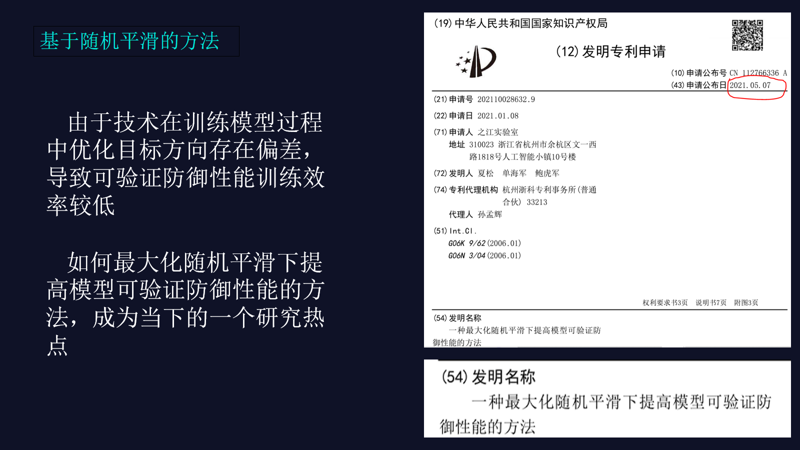 基于随机平滑的方法
由于技术在训练模型过程
中优化目标方向存在偏差，
导致可验证防御性能训练效
率较低
如何最大化随机平滑下提
高模型可验证防御性能的方
法，成为当下的一个研究热
点
(19)中华人民共和国国家知识产权局
(12)发明专利申请
(10)申请公布号 CN 112766336 A
(43)申请公布日 2021.05.07
(21)申请号 202110028632.9
(22)申请日 2021.01.08
(71)申请人 之江实验室
地址 310023 浙江省杭州市余杭区文一西
路1818号人工智能小镇10号楼
(72)发明人 夏松 单海军 鲍虎军
(74)专利代理机构 杭州浙科专利事务所(普通
合伙) 33213
代理人 孙孟辉
(51)Int.Cl.
G06K 9/62(2006.01)
G06N 3/04(2006.01)
权利要求书3页 说明书7页 附图3页
(54)发明名称
一种最大化随机平滑下提高模型可验证防
御性能的方法
(54)发明名称
一种最大化随机平滑下提高模型可验证防
御性能的方法